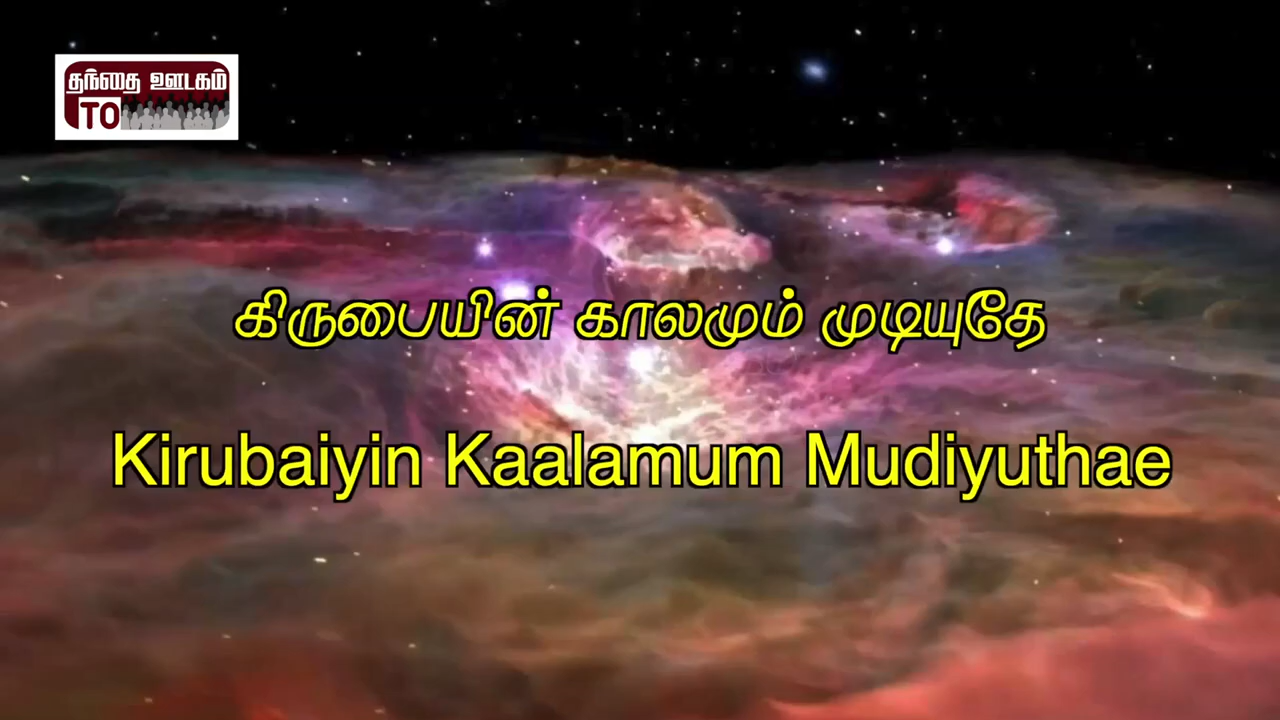 தந்தை ஊடகம்
TO
கிருபையின் காலமும் முடியுதே
Kirubaiyin Kaalamum Mudiyuthae